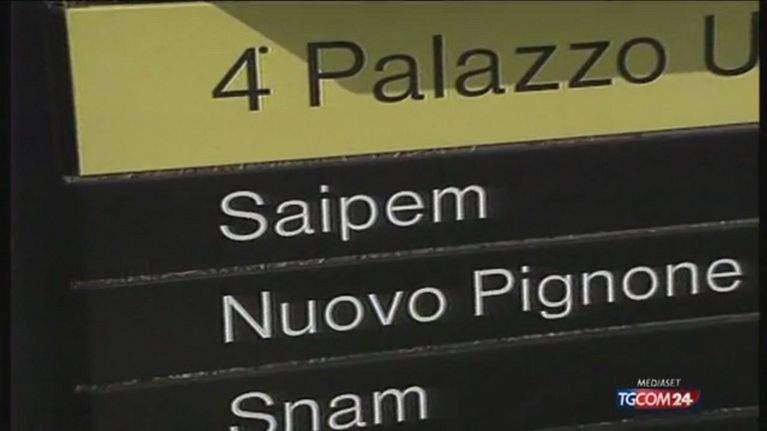 4° Palazzo U
Saipem
Nuovo Pignone
Snam
MEDIASET
TGCOM24